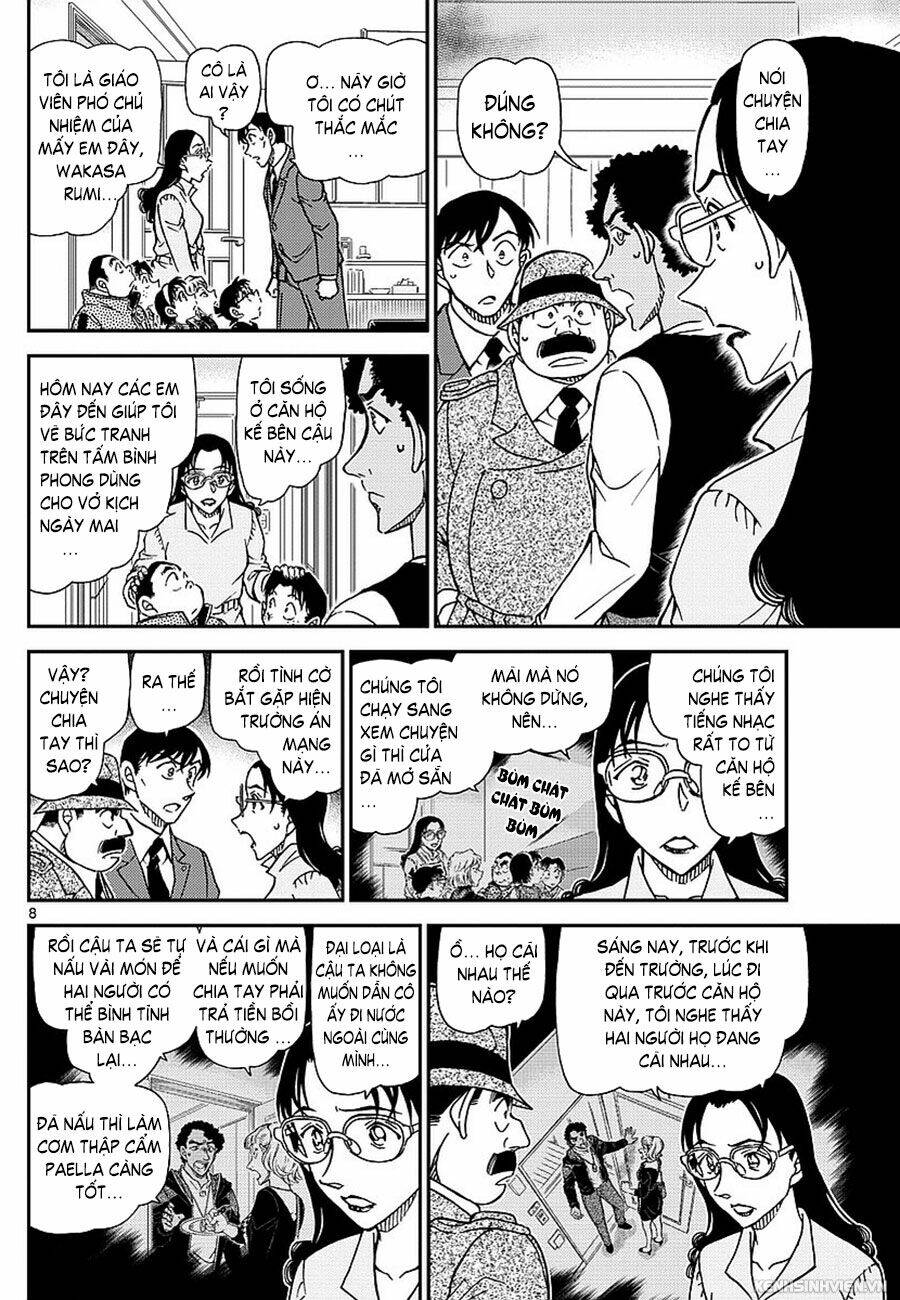 NÓI
CHUYỆN
CHIA
TAY
...
ĐÚNG
KHÔNG?
Ơ... NÃY GIỜ
TÔI CÓ CHÚT
THẮC MẮC
...
CÔ LÀ
AI VẬY
?
TÔI LÀ GIÁO
VIÊN PHÓ CHỦ
NHIỆM CỦA
MẤY EM ĐÂY,
WAKASA
RUMI...
TÔI SỐNG
Ở CĂN HỘ
KẾ BÊN CẬU
NÀY...
HÔM NAY CÁC EM
ĐÂY ĐẾN GIÚP TÔI
VẼ BỨC TRANH
TRÊN TẤM BÌNH
PHONG DÙNG
CHO VỞ KỊCH
NGÀY MAI
...
CHÚNG TÔI
NGHE THẤY
TIẾNG NHẠC
RẤT TO TỪ
CĂN HỘ
KẾ BÊN
MÃI MÀ NÓ
KHÔNG DỪNG,
NÊN...
BÙM CHÁT
CHÁT BÙM
BÙM
CHÚNG TÔI
CHẠY SANG
XEM CHUYỆN
GÌ THÌ CỬA
ĐÃ MỞ SẴN
...
RỒI TÌNH CỜ
BẮT GẶP HIỆN
TRƯỜNG ÁN
MẠNG
NÀY...
RA THẾ
...
VẬY?
CHUYỆN
CHIA
TAY THÌ
SAO?
8
SÁNG NAY, TRƯỚC KHI
ĐẾN TRƯỜNG, LÚC ĐI
QUA TRƯỚC CĂN HỘ
NÀY, TÔI NGHE THẤY
HAI NGƯỜI HỌ ĐANG
CÃI NHAU...
Ồ... HỌ CÃI
NHAU THẾ
NÀO?
ĐẠI LOẠI LÀ
CẬU TA KHÔNG
MUỐN DẪN CÔ
ẤY ĐI NƯỚC
NGOÀI CÙNG
MÌNH...
VÀ CÁI GÌ MÀ
NẾU MUỐN
CHIA TAY PHẢI
TRẢ TIỀN BỒI
THƯỜNG...
RỒI CẬU TA SẼ TỰ
NẤU VÀI MÓN ĐỂ
HAI NGƯỜI CÓ
THỂ BÌNH TĨNH
BÀN BẠC
LẠI...
ĐÃ NẤU THÌ LÀM
CƠM THẬP CẨM
PAELLA CÀNG
TỐT...
KENHSINHVIEN.VN